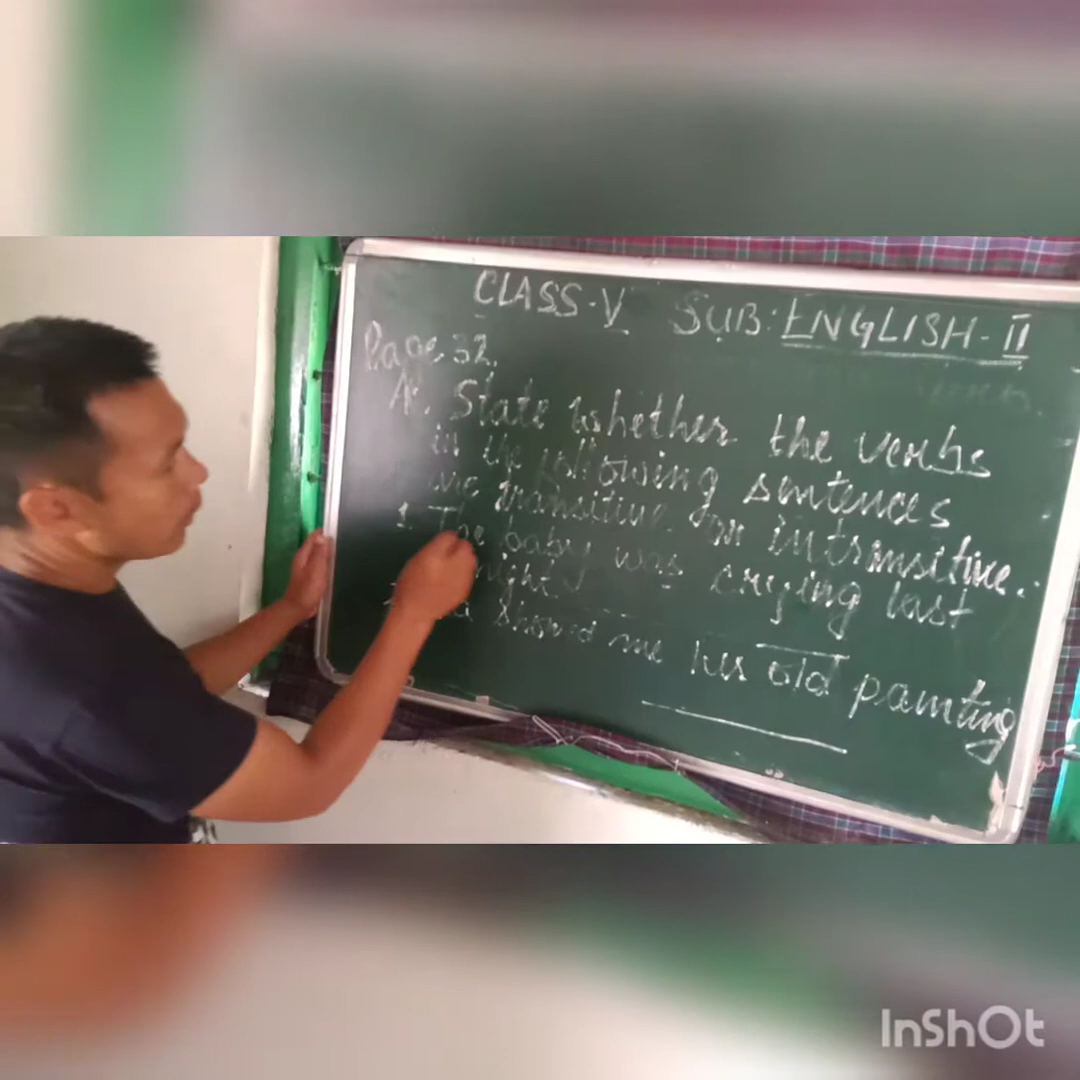 CLASS-V SUB: ENGLISH-II
Page 32.
A. State whether the verbs
in the following sentences
are transitive or intransitive.
1. The baby was crying last
night
showed me his old painting
InShOt